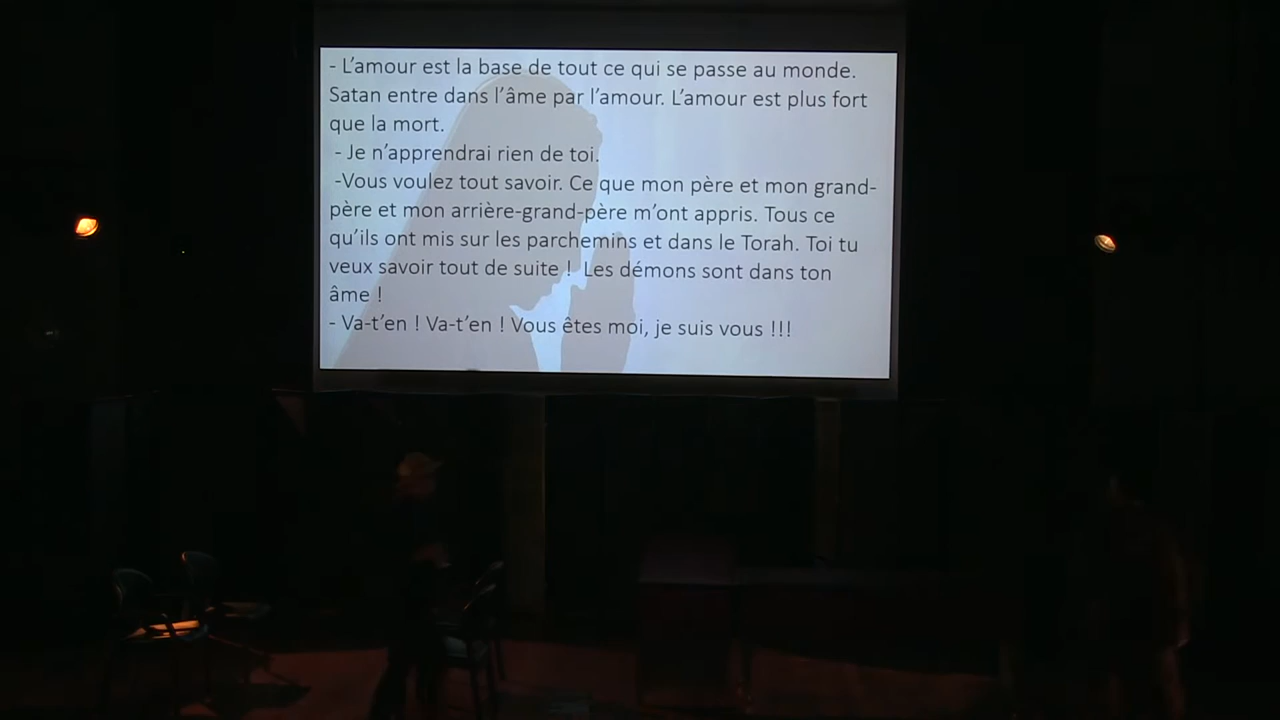 - L’amour est la base de tout ce qui se passe au monde.
Satan entre dans l’âme par l’amour. L’amour est plus fort
que la mort.
- Je n’apprendrai rien de toi.
-Vous voulez tout savoir. Ce que mon père et mon grand-
père et mon arrière-grand-père m’ont appris. Tous ce
qu’ils ont mis sur les parchemins et dans le Torah. Toi tu
veux savoir tout de suite ! Les démons sont dans ton
âme !
- Va-t’en ! Va-t’en ! Vous êtes moi, je suis vous !!!